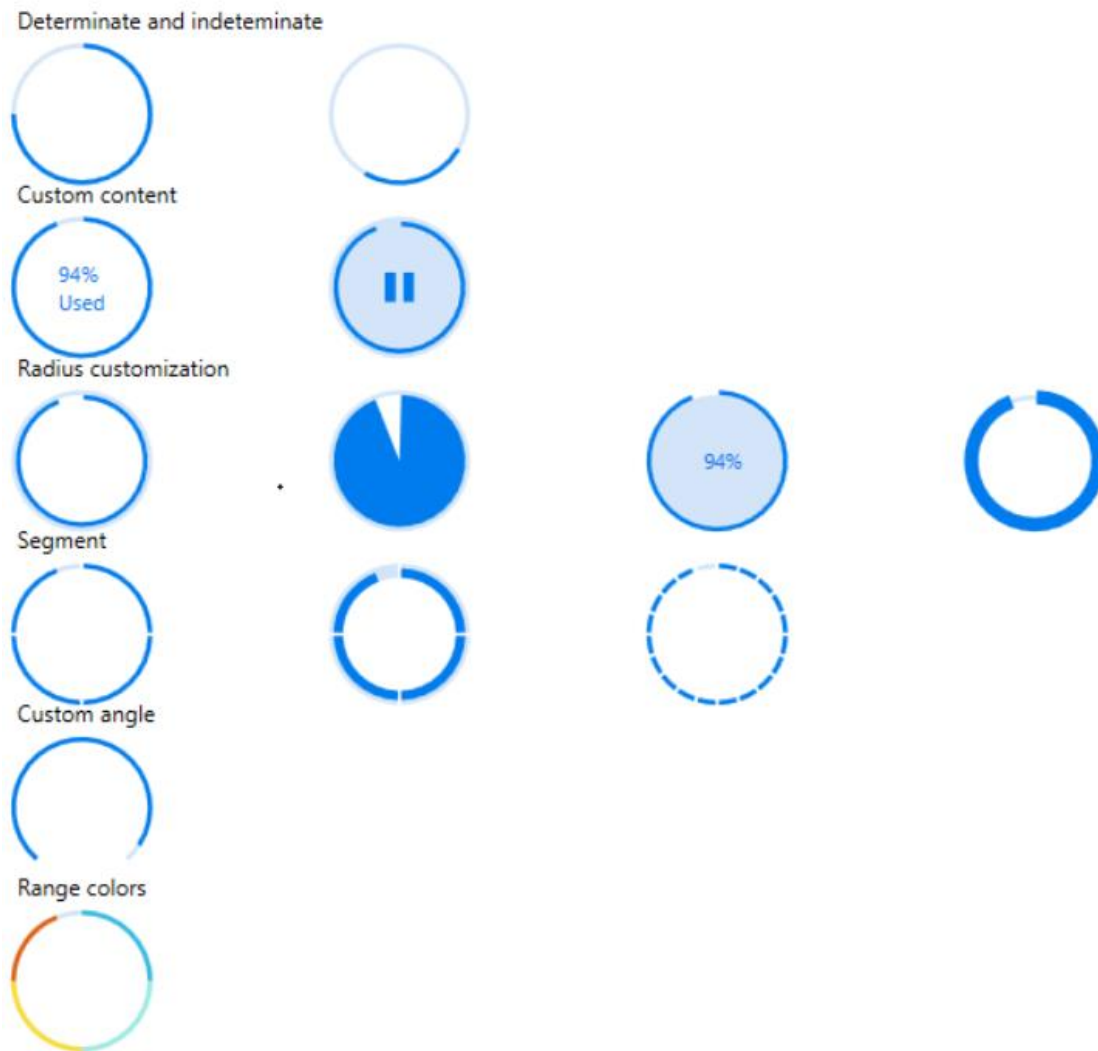 Determinate and indeteminate
Custom content
94%
Used
Radius customization
94%
Segment
Custom angle
Range colors